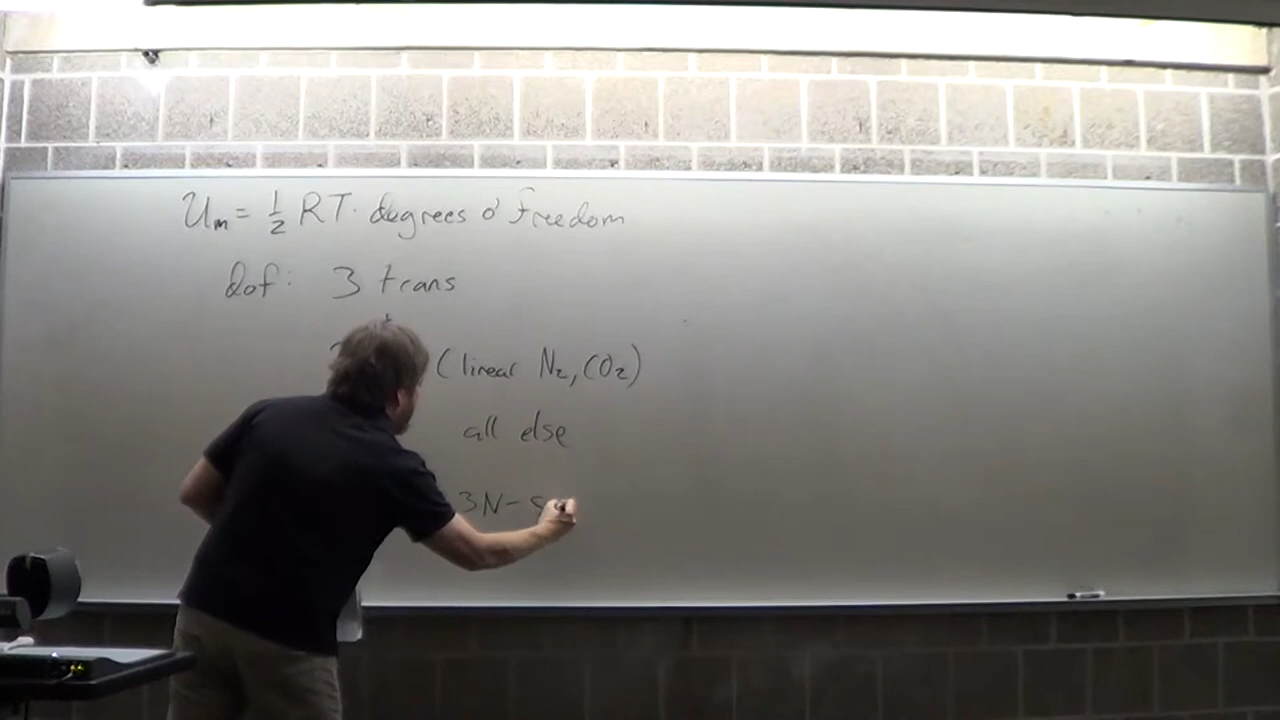 Um = 1/2 RT· degrees o' freedom
dof: 3 trans
(linear N2, CO2)
all else
3N-